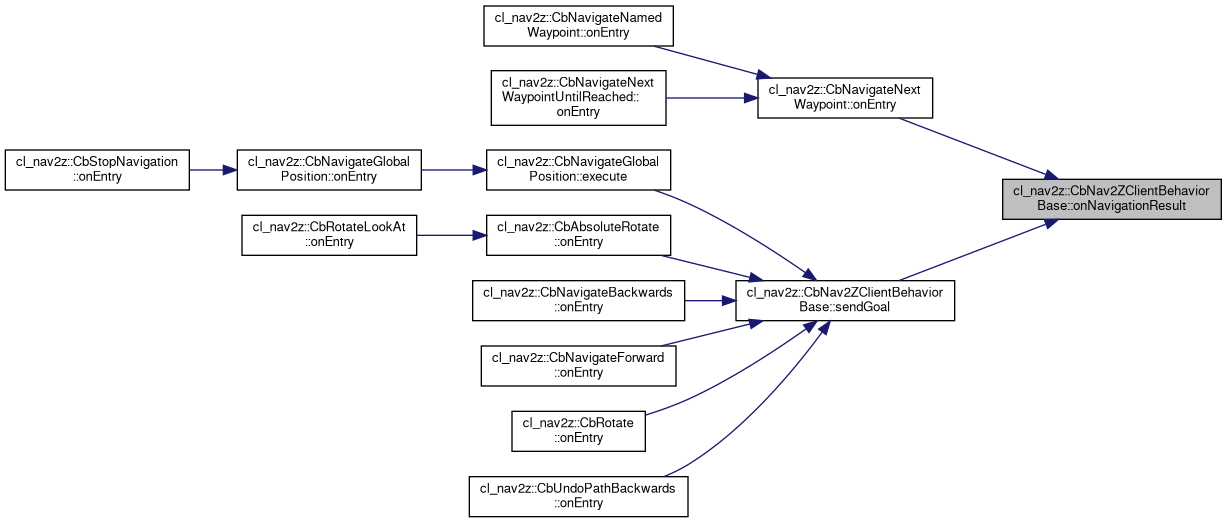 cl_nav2z::CbNavigateNamed
Waypoint::onEntry
cl_nav2z::CbNavigateNext
WaypointUntilReached::
onEntry
cl_nav2z::CbNavigateNext
Waypoint::onEntry
cl_nav2z::CbStopNavigation
::onEntry
cl_nav2z::CbNavigateGlobal
Position::onEntry
cl_nav2z::CbNavigateGlobal
Position::execute
cl_nav2z::CbNav2ZClientBehavior
Base::onNavigationResult
cl_nav2z::CbRotateLookAt
::onEntry
cl_nav2z::CbAbsoluteRotate
::onEntry
cl_nav2z::CbNavigateBackwards
::onEntry
cl_nav2z::CbNav2ZClientBehavior
Base::sendGoal
cl_nav2z::CbNavigateForward
::onEntry
cl_nav2z::CbRotate
::onEntry
cl_nav2z::CbUndoPathBackwards
::onEntry